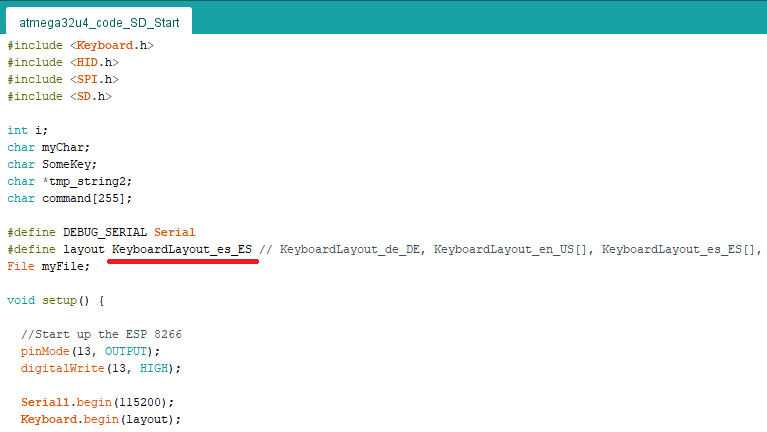 atmega32u4_code_SD_Start
#include <Keyboard.h>
#include <HID.h>
#include <SPI.h>
#include <SD.h>
int i;
char myChar;
char SomeKey;
char *tmp_string2;
char command[255];
#define DEBUG_SERIAL Serial
#define layout KeyboardLayout_es_ES // KeyboardLayout_de_DE, KeyboardLayout_en_US[], KeyboardLayout_es_ES[],
File myFile;
void setup() {
//Start up the ESP 8266
pinMode(13, OUTPUT);
digitalWrite(13, HIGH);
Serial1.begin(115200);
Keyboard.begin(layout);